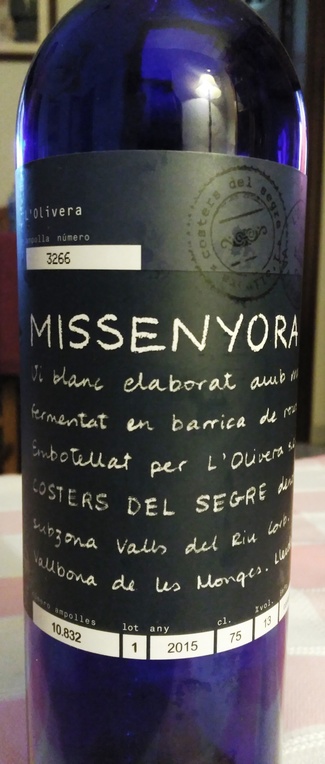 L'Olivera
ampolla número
3266
costers del segre
MISSENYORA
Vi blanc elaborat amb
fermentat en barrica de
Embotellat per L'Olivera
COSTERS DEL SEGRE
subzona Valls del Riu Corb.
Vallbona de les Monges.
número ampolles lot any cl. %vol.
10.832 1 2015 75 13